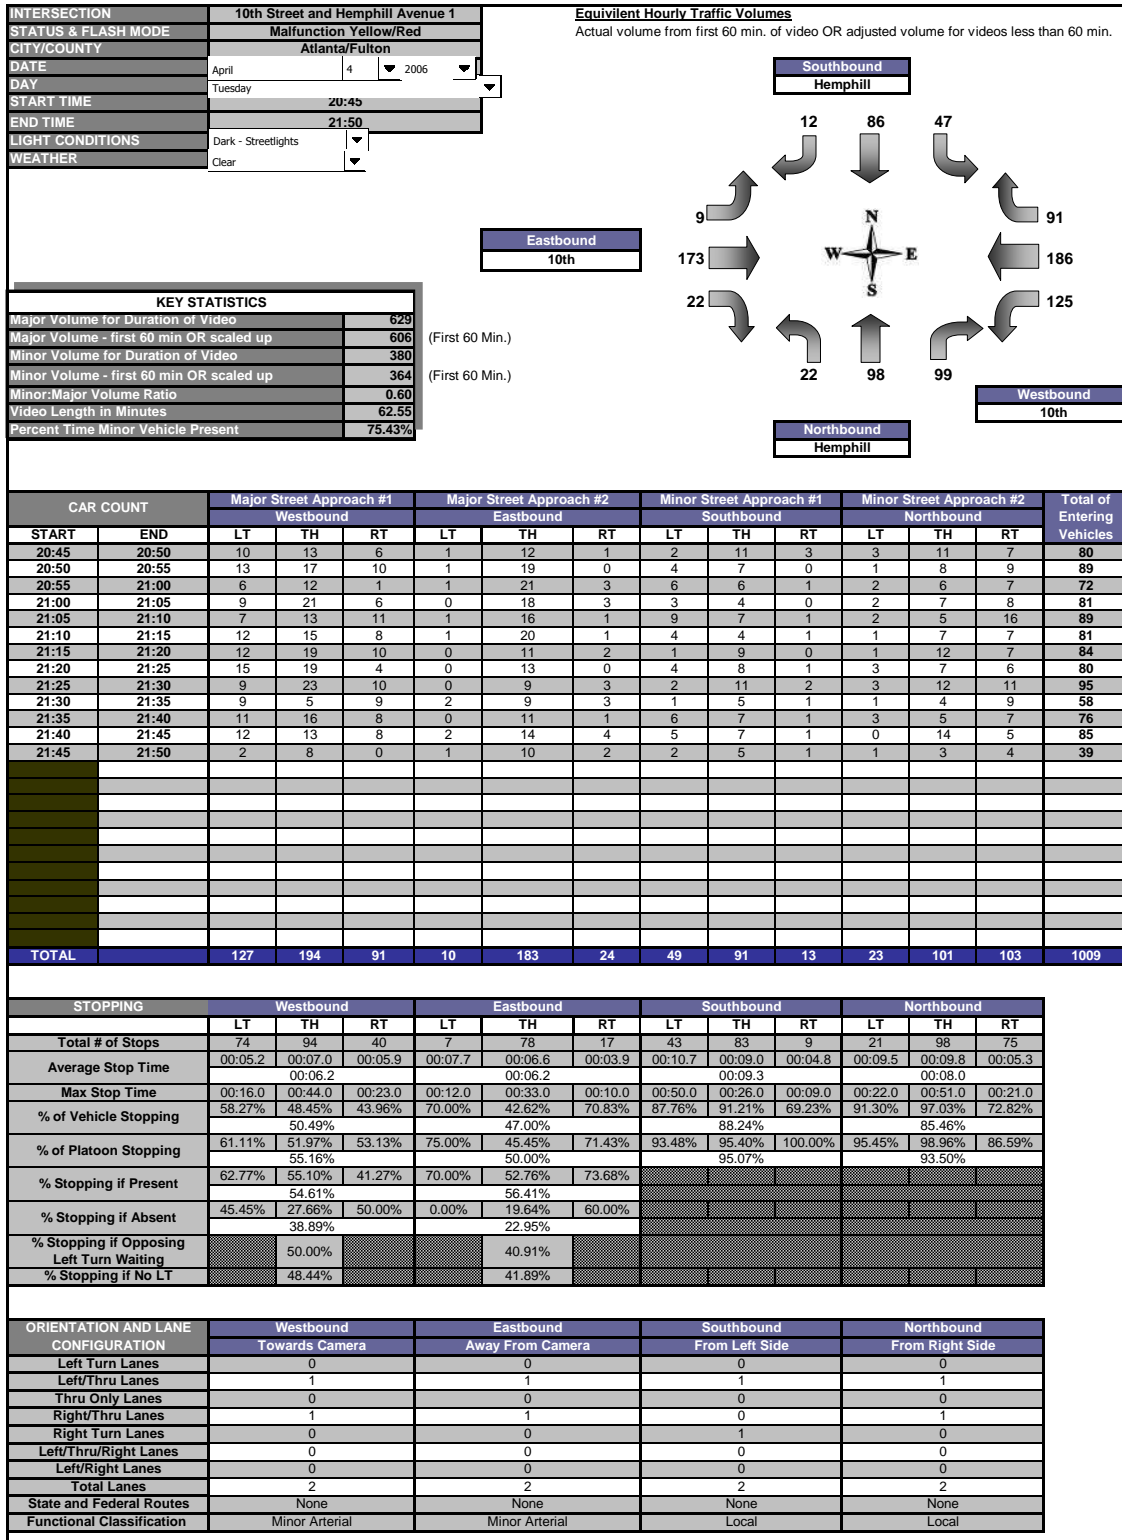 INTERSECTION 10th Street and Hemphill Avenue 1 Equivilent Hourly Traffic Volumes
STATUS & FLASH MODE Malfunction Yellow/Red Actual volume from first 60 min. of video OR adjusted volume for videos less than 60 min.
CITY/COUNTY Atlanta/Fulton
DATE April 4 2006
DAY Tuesday
START TIME 20:45
END TIME 21:50
LIGHT CONDITIONS Dark - Streetlights
WEATHER Clear
Southbound
Hemphill
12 86 47
9 N 91
Eastbound
10th
173 W E 186
22 S 125
22 98 99
Westbound
10th
Northbound
Hemphill
KEY STATISTICS
Major Volume for Duration of Video 629
Major Volume - first 60 min OR scaled up 606 (First 60 Min.)
Minor Volume for Duration of Video 380
Minor Volume - first 60 min OR scaled up 364 (First 60 Min.)
Minor:Major Volume Ratio 0.60
Video Length in Minutes 62.55
Percent Time Minor Vehicle Present 75.43%
CAR COUNT Major Street Approach #1 Major Street Approach #2 Minor Street Approach #1 Minor Street Approach #2 Total of
Westbound Eastbound Southbound Northbound Entering
START END LT TH RT LT TH RT LT TH RT LT TH RT Vehicles
20:45 20:50 10 13 6 1 12 1 2 11 3 3 11 7 80
20:50 20:55 13 17 10 1 19 0 4 7 0 1 8 9 89
20:55 21:00 6 12 1 1 21 3 6 6 1 2 6 7 72
21:00 21:05 9 21 6 0 18 3 3 4 0 2 7 8 81
21:05 21:10 7 13 11 1 16 1 9 7 1 2 5 16 89
21:10 21:15 12 15 8 1 20 1 4 4 1 1 7 7 81
21:15 21:20 12 19 10 0 11 2 1 9 0 1 12 7 84
21:20 21:25 15 19 4 0 13 0 4 8 1 3 7 6 80
21:25 21:30 9 23 10 0 9 3 2 11 2 3 12 11 95
21:30 21:35 9 5 9 2 9 3 1 5 1 1 4 9 58
21:35 21:40 11 16 8 0 11 1 6 7 1 3 5 7 76
21:40 21:45 12 13 8 2 14 4 5 7 1 0 14 5 85
21:45 21:50 2 8 0 1 10 2 2 5 1 1 3 4 39
TOTAL 127 194 91 10 183 24 49 91 13 23 101 103 1009
STOPPING Westbound Eastbound Southbound Northbound
LT TH RT LT TH RT LT TH RT LT TH RT
Total # of Stops 74 94 40 7 78 17 43 83 9 21 98 75
Average Stop Time 00:05.2 00:07.0 00:05.9 00:07.7 00:06.6 00:03.9 00:10.7 00:09.0 00:04.8 00:09.5 00:09.8 00:05.3
00:06.2 00:06.2 00:09.3 00:08.0
Max Stop Time 00:16.0 00:44.0 00:23.0 00:12.0 00:33.0 00:10.0 00:50.0 00:26.0 00:09.0 00:22.0 00:51.0 00:21.0
% of Vehicle Stopping 58.27% 48.45% 43.96% 70.00% 42.62% 70.83% 87.76% 91.21% 69.23% 91.30% 97.03% 72.82%
50.49% 47.00% 88.24% 85.46%
% of Platoon Stopping 61.11% 51.97% 53.13% 75.00% 45.45% 71.43% 93.48% 95.40% 100.00% 95.45% 98.96% 86.59%
55.16% 50.00% 95.07% 93.50%
% Stopping if Present 62.77% 55.10% 41.27% 70.00% 52.76% 73.68%
54.61% 56.41%
% Stopping if Absent 45.45% 27.66% 50.00% 0.00% 19.64% 60.00%
38.89% 22.95%
% Stopping if Opposing
Left Turn Waiting 50.00% 40.91%
% Stopping if No LT 48.44% 41.89%
ORIENTATION AND LANE Westbound Eastbound Southbound Northbound
CONFIGURATION Towards Camera Away From Camera From Left Side From Right Side
Left Turn Lanes 0 0 0 0
Left/Thru Lanes 1 1 1 1
Thru Only Lanes 0 0 0 0
Right/Thru Lanes 1 1 0 1
Right Turn Lanes 0 0 1 0
Left/Thru/Right Lanes 0 0 0 0
Left/Right Lanes 0 0 0 0
Total Lanes 2 2 2 2
State and Federal Routes None None None None
Functional Classification Minor Arterial Minor Arterial Local Local